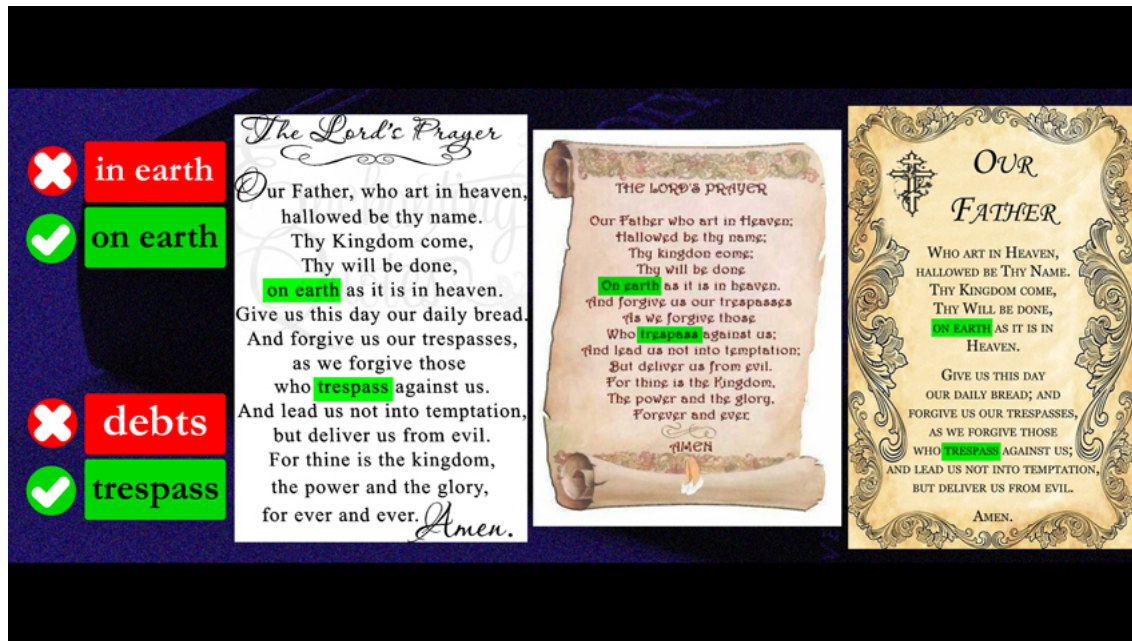 in earth
on earth
debts
trespass
The Lord's Prayer
Our Father, who art in heaven,
hallowed be thy name.
Thy Kingdom come,
Thy will be done,
on earth as it is in heaven.
Give us this day our daily bread.
And forgive us our trespasses,
as we forgive those
who trespass against us.
And lead us not into temptation,
but deliver us from evil.
For thine is the kingdom,
the power and the glory,
for ever and ever. Amen.
THE LORD'S PRAYER
Our Father who art in Heaven;
Hallowed be thy name;
Thy kingdon come;
Thy will be done
On earth as it is in heaven.
And forgive us our trespasses
As we forgive those
Who trespass against us;
And lead us not into temptation;
But deliver us from evil.
For thine is the Kingdom,
The power and the glory,
Forever and ever.
AMEN
OUR
FATHER
WHO ART IN HEAVEN,
HALLOWED BE THY NAME.
THY KINGDOM COME,
THY WILL BE DONE,
ON EARTH AS IT IS IN
HEAVEN.
GIVE US THIS DAY
OUR DAILY BREAD; AND
FORGIVE US OUR TRESPASSES,
AS WE FORGIVE THOSE
WHO TRESPASS AGAINST US;
AND LEAD US NOT INTO TEMPTATION,
BUT DELIVER US FROM EVIL.
AMEN.